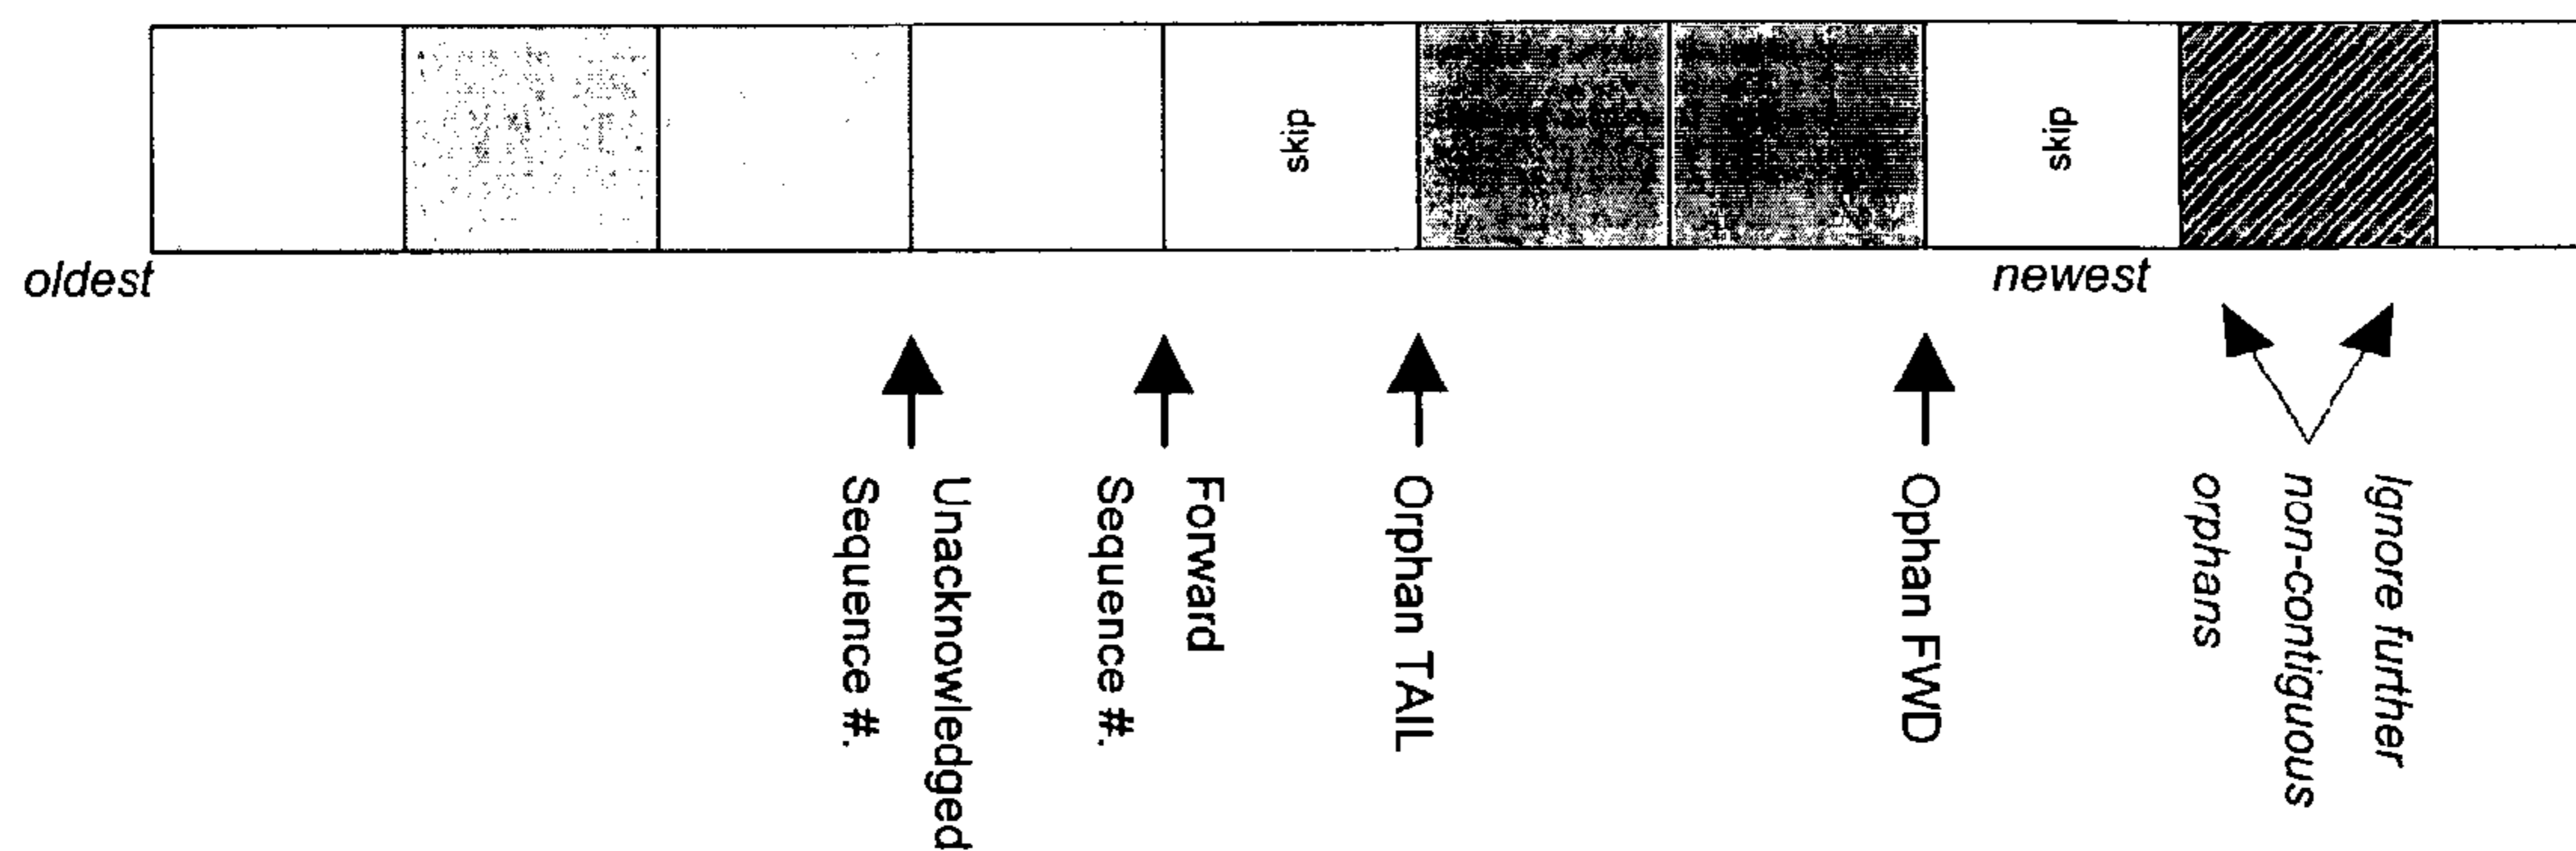 skip
skip
oldest
newest
Unacknowledged
Sequence #.
Forward
Sequence #.
Orphan TAIL
Ophan FWD
Ignore further
non-contiguous
orphans